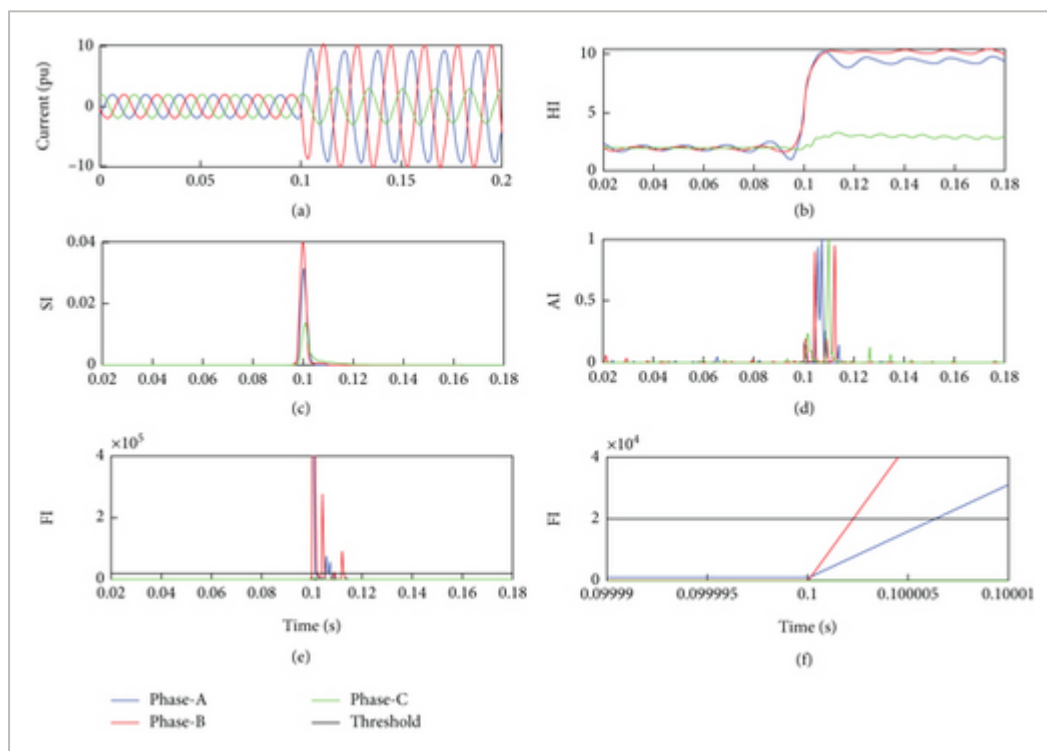 10
0
–10
Current (pu)
0 0.05 0.1 0.15 0.2
(a)
10
5
0
HI
0.02 0.04 0.06 0.08 0.1 0.12 0.14 0.16 0.18
(b)
0.04
0.02
0
SI
0.02 0.04 0.06 0.08 0.1 0.12 0.14 0.16 0.18
(c)
1
0.5
0
AI
0.02 0.04 0.06 0.08 0.1 0.12 0.14 0.16 0.18
(d)
×10⁵
4
2
0
FI
0.02 0.04 0.06 0.08 0.1 0.12 0.14 0.16 0.18
Time (s)
(e)
×10⁴
4
2
0
FI
0.09999 0.099995 0.1 0.100005 0.10001
Time (s)
(f)
Phase-A
Phase-B
Phase-C
Threshold